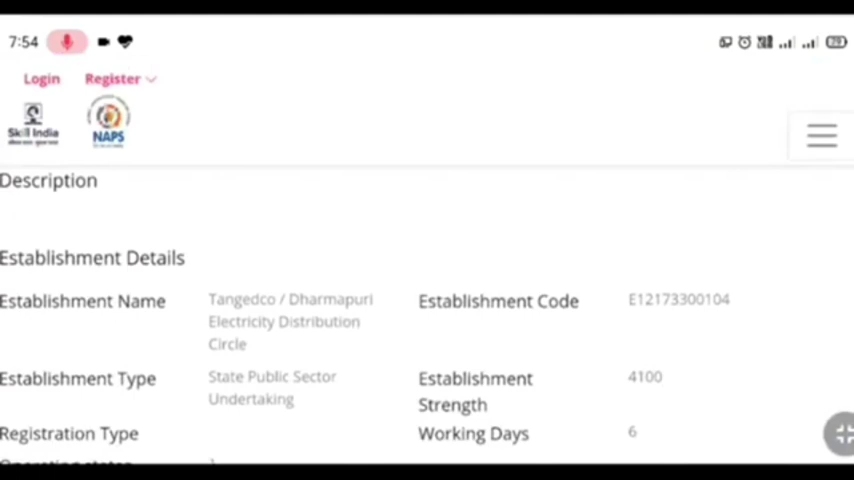 7:54
Login Register
Skill India
NAPS
Description
Establishment Details
Establishment Name Tangedco / Dharmapuri Electricity Distribution Circle Establishment Code E12173300104
Establishment Type State Public Sector Undertaking Establishment Strength 4100
Registration Type Working Days 6